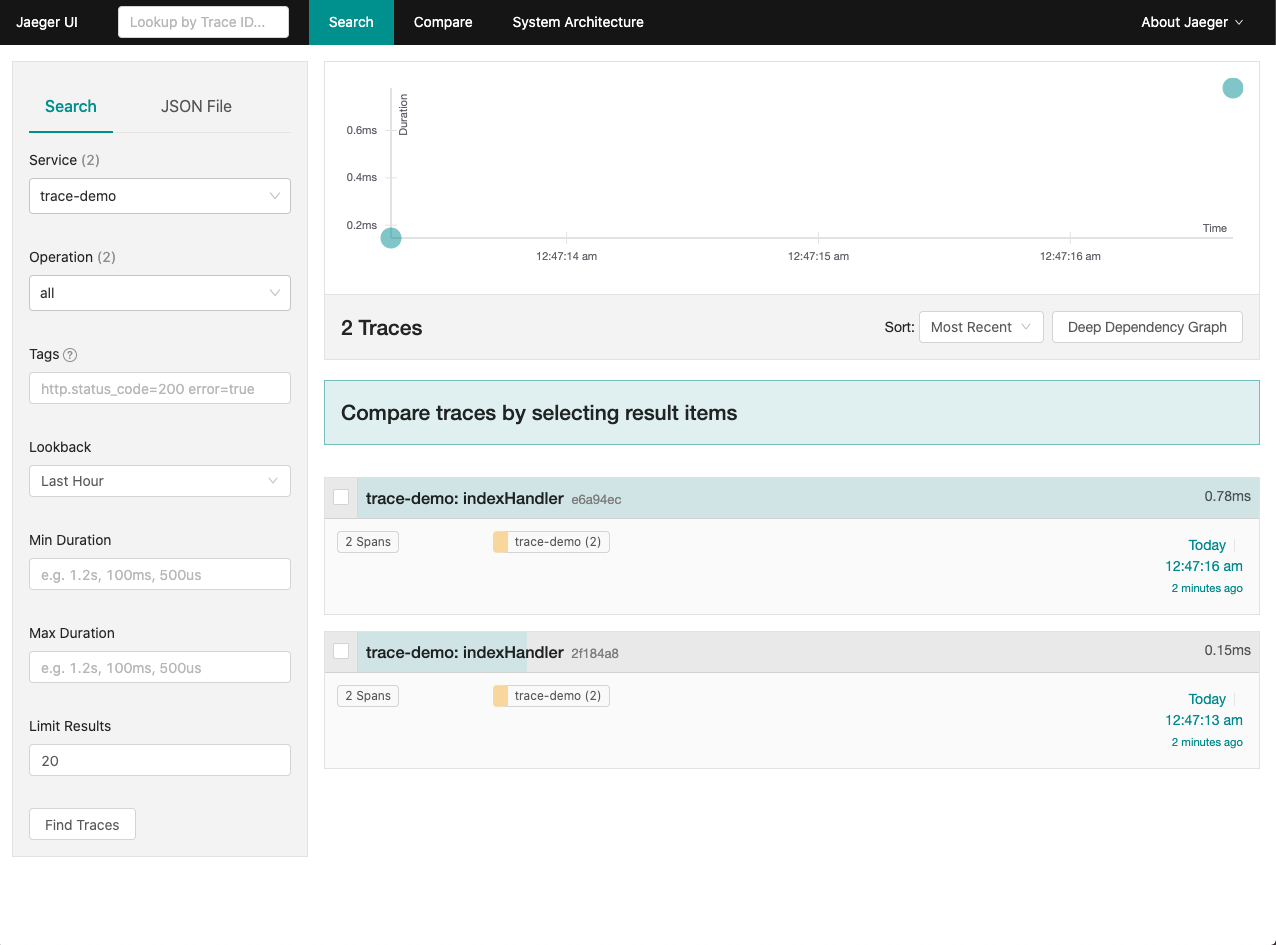 Jaeger UI
Lookup by Trace ID...
Search
Compare
System Architecture
About Jaeger
Search
JSON File
Service (2)
trace-demo
Operation (2)
all
Tags ?
http.status_code=200 error=true
Lookback
Last Hour
Min Duration
e.g. 1.2s, 100ms, 500us
Max Duration
e.g. 1.2s, 100ms, 500us
Limit Results
20
Find Traces
Duration
0.6ms
0.4ms
0.2ms
Time
12:47:14 am
12:47:15 am
12:47:16 am
2 Traces
Sort:
Most Recent
Deep Dependency Graph
Compare traces by selecting result items
trace-demo: indexHandler e6a94ec
0.78ms
2 Spans
trace-demo (2)
Today
12:47:16 am
2 minutes ago
trace-demo: indexHandler 2f184a8
0.15ms
2 Spans
trace-demo (2)
Today
12:47:13 am
2 minutes ago